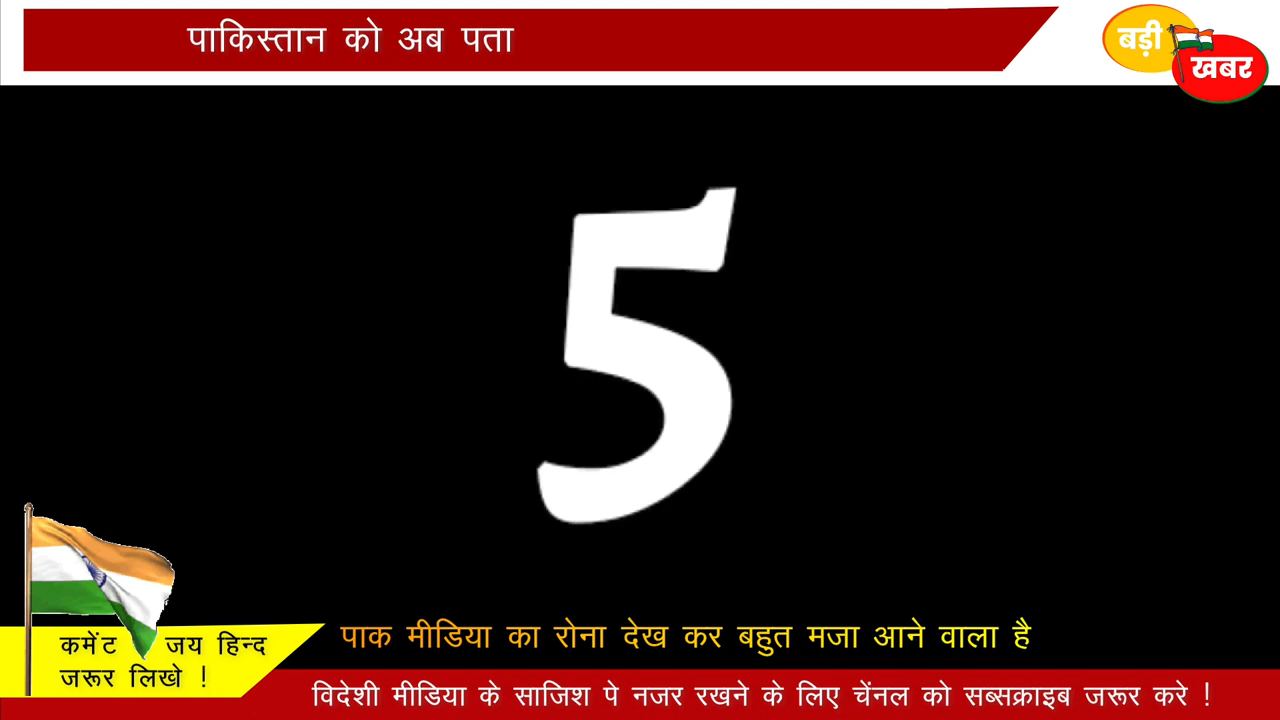 पाकिस्तान को अब पता
बड़ी
खबर
5
पाक मीडिया का रोना देख कर बहुत मजा आने वाला है
कमेंट जय हिन्द
जरूर लिखे !
विदेशी मीडिया के साजिश पे नजर रखने के लिए चेंनल को सब्सक्राइब जरूर करे !